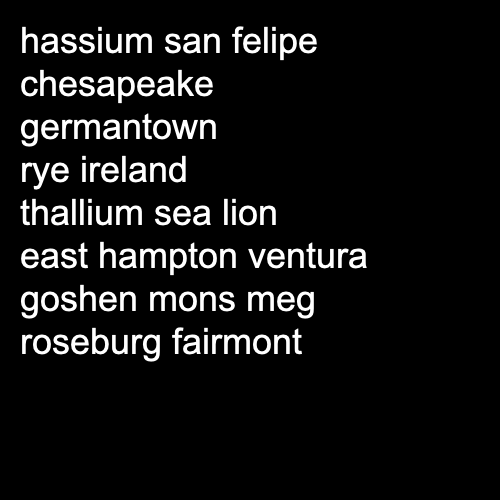 hassium san felipe
chesapeake
germantown
rye ireland
thallium sea lion
east hampton ventura
goshen mons meg
roseburg fairmont